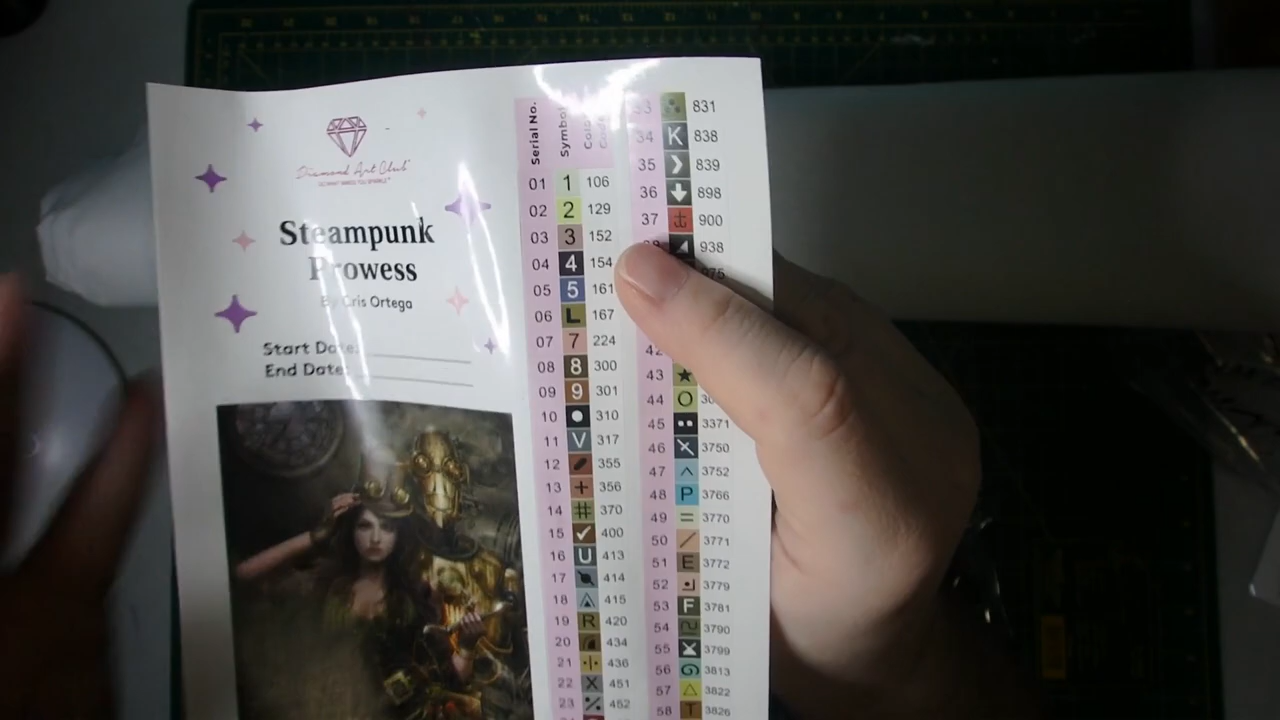 Diamond Art Club
Steampunk
Prowess
By Cris Ortega
Start Date:
End Date:
Serial No. Symbol
01 1 106
02 2 129
03 3 152
04 4 154
05 5 161
06 L 167
07 7 224
08 8 300
09 9 301
10 ● 310
11 V 317
12 355
13 + 356
14 # 370
15 ✓ 400
16 U 413
17 414
18 415
19 R 420
20 434
21 436
22 X 451
23 452
33 831
34 K 838
35 ❯ 839
36 898
37 900
38 938
975
42
43 ★
44 O
45 3371
46 3750
47 ^ 3752
48 P 3766
49 = 3770
50 / 3771
51 E 3772
52 3779
53 F 3781
54 3790
55 3799
56 3813
57 △ 3822
58 T 3826